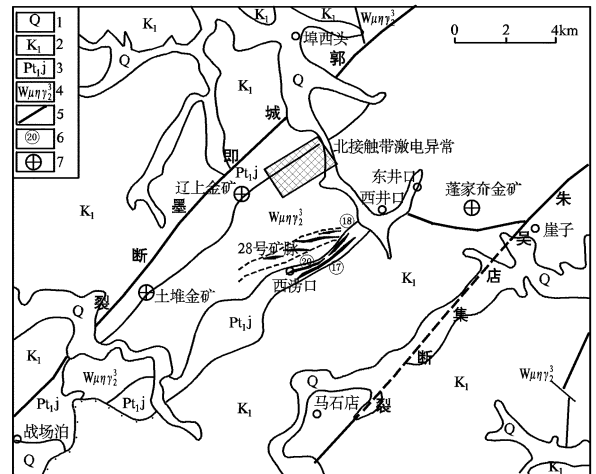 Q 1
K₁ 2
Pt₁j 3
Wμηγ₂³ 4
5
⑳ 6
7
K₁
K₁
K₁
Wμηγ₂³
Q
埠西头
0 2 4km
郭
Q
K₁
城
即
墨
断
裂
北接触带激电异常
Pt₁j
辽上金矿
东井口
西井口
蓬家夼金矿
朱
吴
店
集
断
裂
崖子
K₁
Wμηγ₂³
⑱
28号矿脉
⑳
⑰
西涝口
K₁
Q
土堆金矿
Q
Pt₁j
K₁
Wμηγ₂³
Pt₁j
Pt₁j
战场泊
Q
K₁
Q
马石店
K₁
Wμηγ₂³
Q
K₁